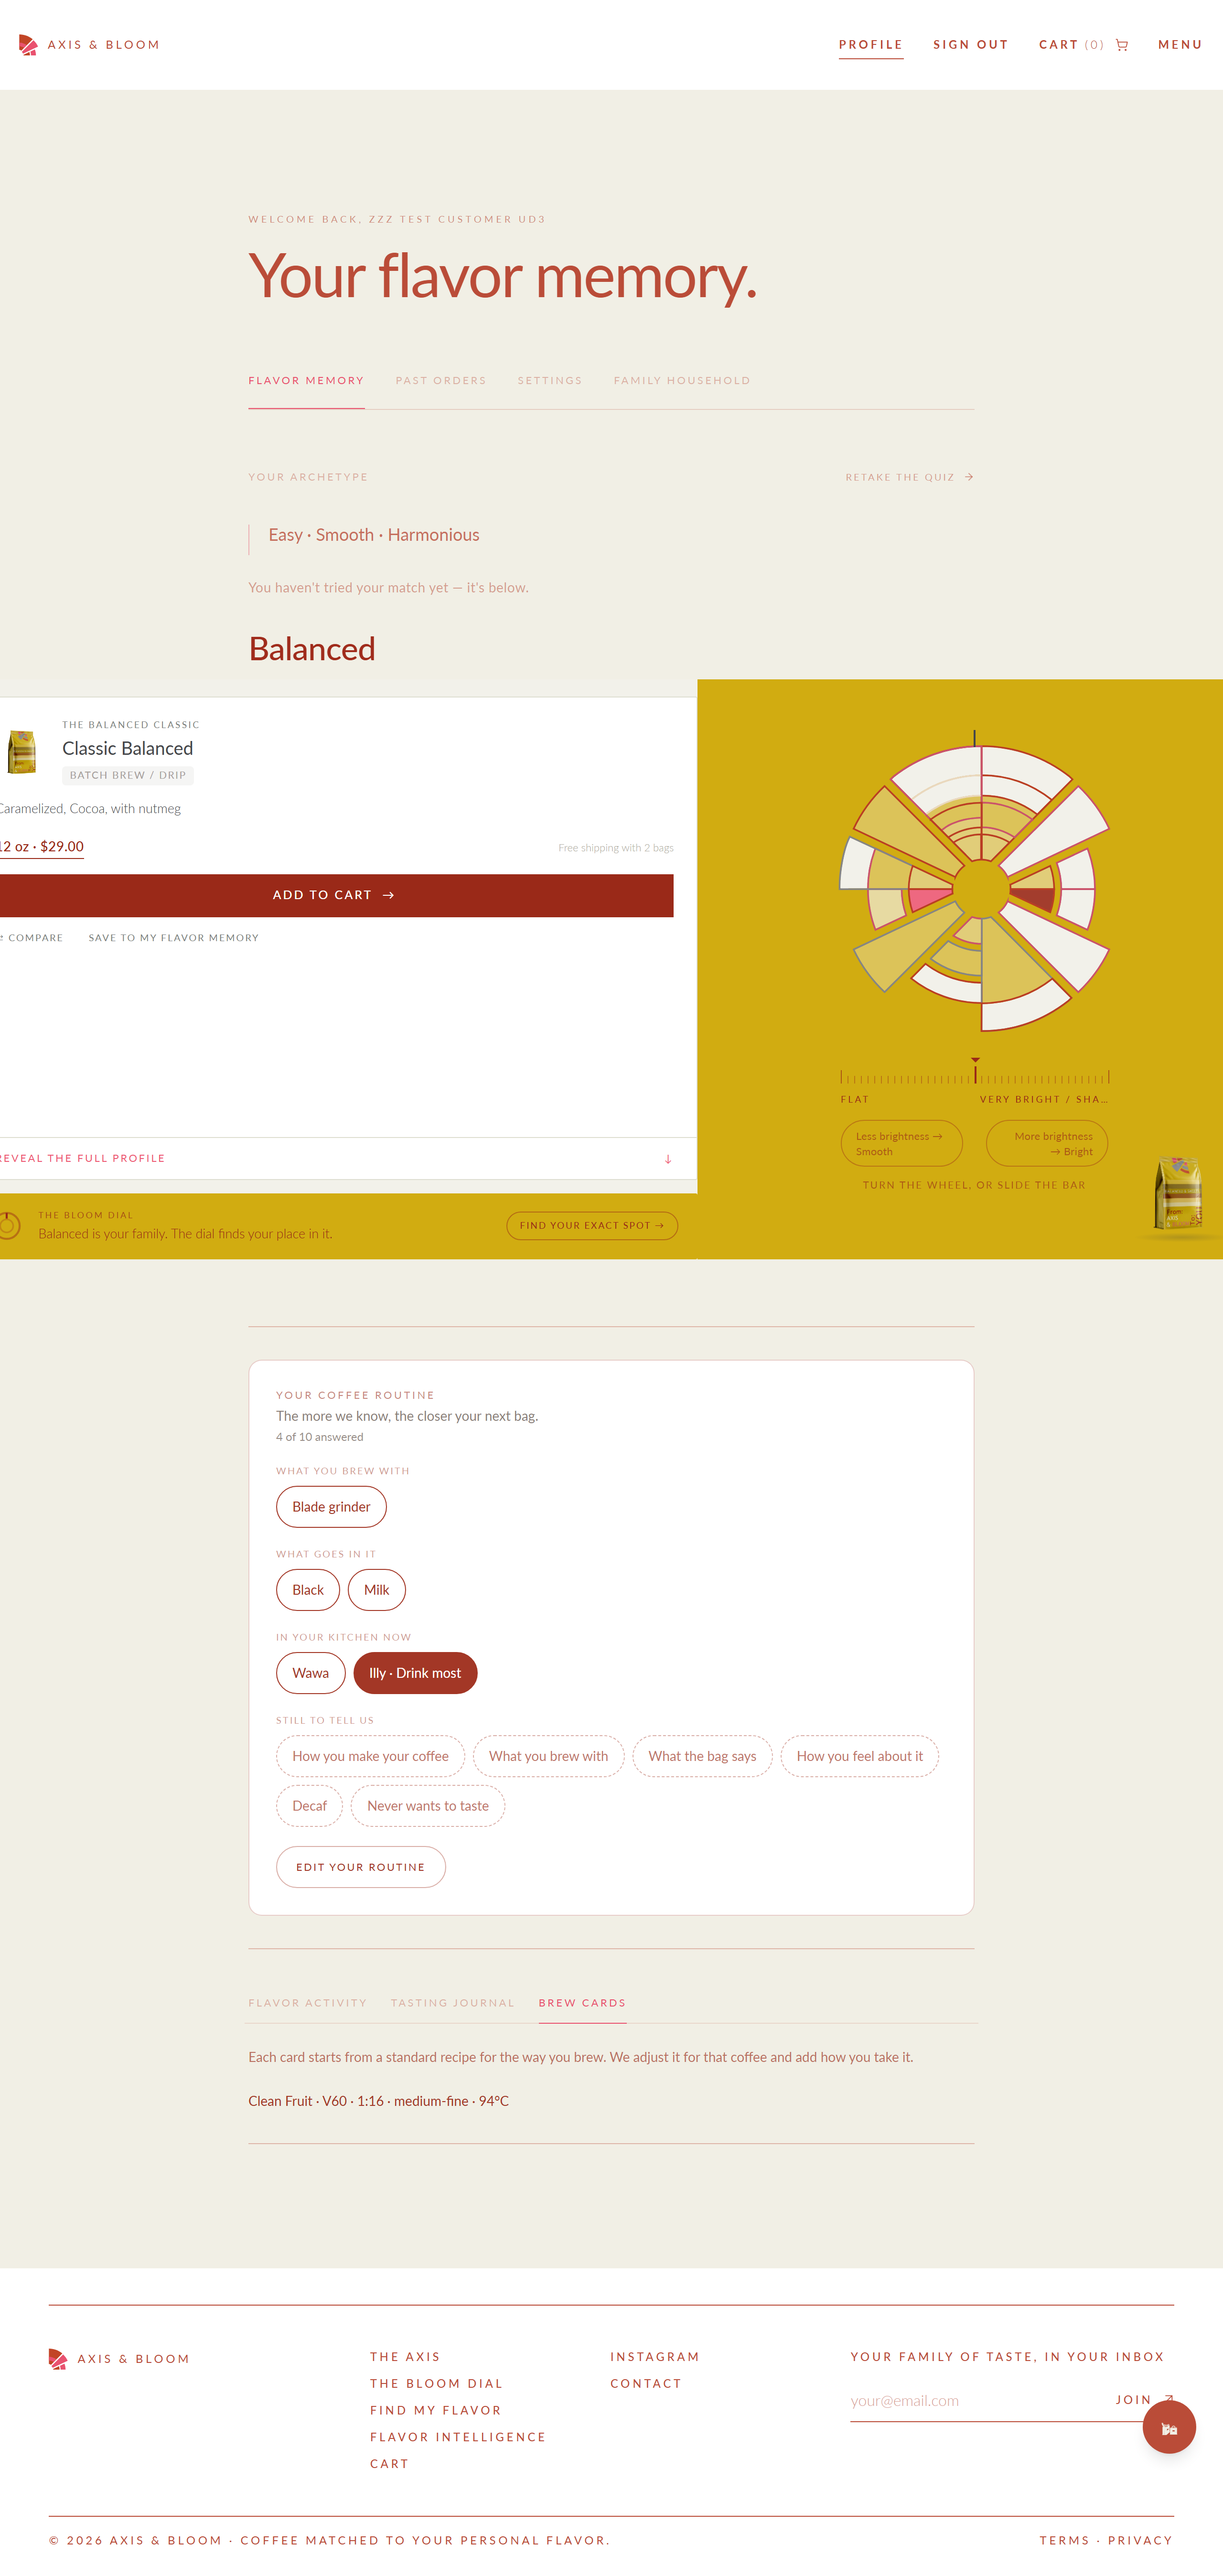 AXIS & BLOOM
PROFILE
SIGN OUT
CART (0)
MENU
WELCOME BACK, ZZZ TEST CUSTOMER UD3
Your flavor memory.
FLAVOR MEMORY
PAST ORDERS
SETTINGS
FAMILY HOUSEHOLD
YOUR ARCHETYPE
RETAKE THE QUIZ →
Easy · Smooth · Harmonious
You haven't tried your match yet — it's below.
Balanced
THE BALANCED CLASSIC
Classic Balanced
BATCH BREW / DRIP
Caramelized, Cocoa, with nutmeg
12 oz · $29.00
Free shipping with 2 bags
ADD TO CART →
COMPARE
SAVE TO MY FLAVOR MEMORY
REVEAL THE FULL PROFILE ↓
FLAT
VERY BRIGHT / SHA…
Less brightness →
Smooth
More brightness
→ Bright
TURN THE WHEEL, OR SLIDE THE BAR
THE BLOOM DIAL
Balanced is your family. The dial finds your place in it.
FIND YOUR EXACT SPOT →
YOUR COFFEE ROUTINE
The more we know, the closer your next bag.
4 of 10 answered
WHAT YOU BREW WITH
Blade grinder
WHAT GOES IN IT
Black
Milk
IN YOUR KITCHEN NOW
Wawa
Illy · Drink most
STILL TO TELL US
How you make your coffee
What you brew with
What the bag says
How you feel about it
Decaf
Never wants to taste
EDIT YOUR ROUTINE
FLAVOR ACTIVITY
TASTING JOURNAL
BREW CARDS
Each card starts from a standard recipe for the way you brew. We adjust it for that coffee and add how you take it.
Clean Fruit · V60 · 1:16 · medium-fine · 94°C
AXIS & BLOOM
THE AXIS
THE BLOOM DIAL
FIND MY FLAVOR
FLAVOR INTELLIGENCE
CART
INSTAGRAM
CONTACT
YOUR FAMILY OF TASTE, IN YOUR INBOX
your@email.com
JOIN
© 2026 AXIS & BLOOM · COFFEE MATCHED TO YOUR PERSONAL FLAVOR.
TERMS · PRIVACY